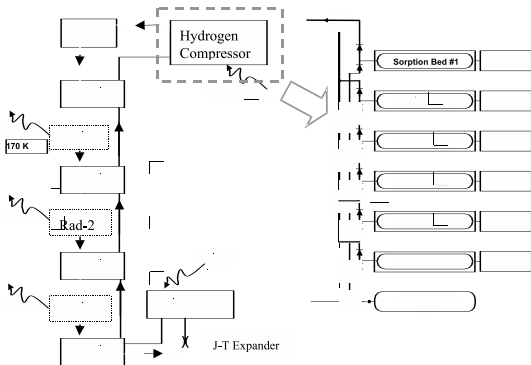 Hydrogen
Compressor
Sorption Bed #1
170 K
Rad-2
J-T Expander